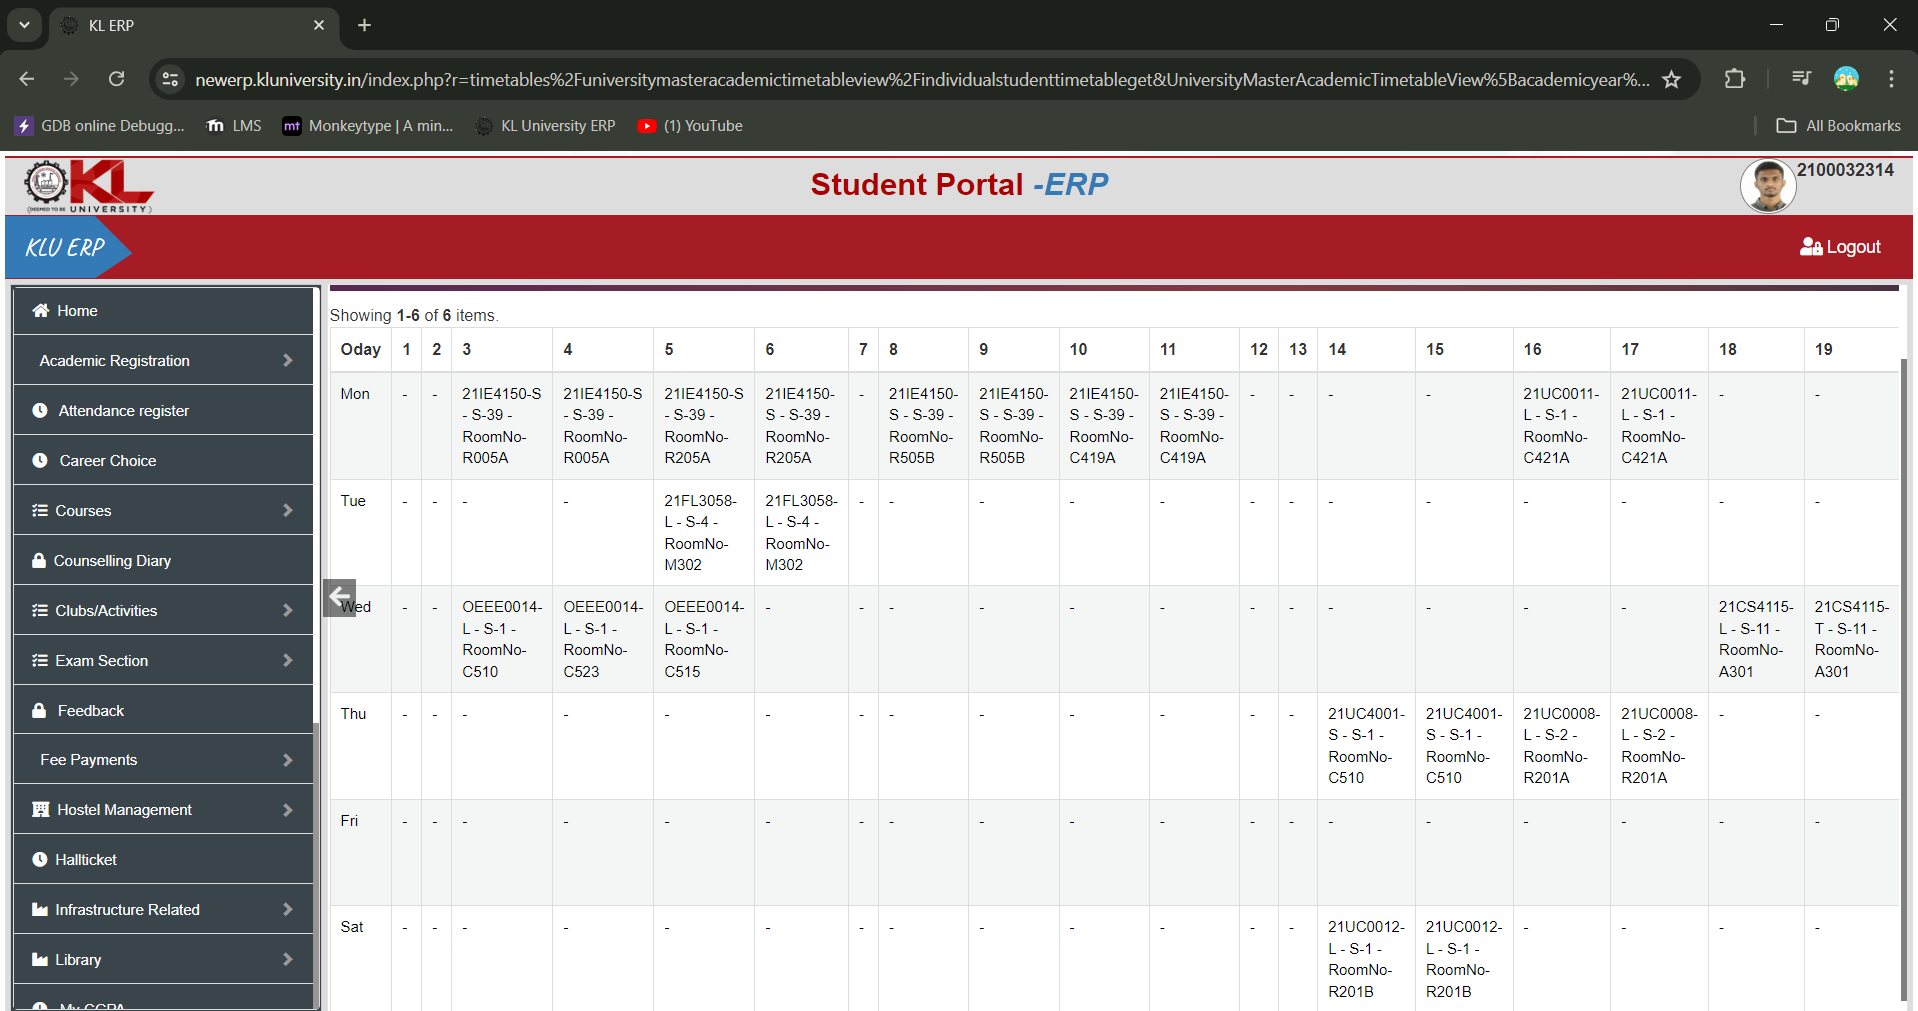 KL ERP
newerp.kluniversity.in/index.php?r=timetables%2Funiversitymasteracademictimetableview%2Findividualstudenttimetableget&UniversityMasterAcademicTimetableView%5Bacademicyear%...
GDB online Debugg... LMS Monkeytype | A min... KL University ERP (1) YouTube All Bookmarks
KL
(DEEMED TO BE UNIVERSITY)
Student Portal -ERP
2100032314
KLU ERP
Logout
Home
Academic Registration
Attendance register
Career Choice
Courses
Counselling Diary
Clubs/Activities
Exam Section
Feedback
Fee Payments
Hostel Management
Hallticket
Infrastructure Related
Library
My CGPA
Showing 1-6 of 6 items.
Oday 1 2 3 4 5 6 7 8 9 10 11 12 13 14 15 16 17 18 19
Mon - - 21IE4150-S 21IE4150-S 21IE4150-S 21IE4150- - 21IE4150- 21IE4150- 21IE4150- 21IE4150- - - - - 21UC0011- 21UC0011- - -
- S-39 - - S-39 - - S-39 - S - S-39 - S - S-39 - S - S-39 - S - S-39 - S - S-39 - L - S-1 - L - S-1 -
RoomNo- RoomNo- RoomNo- RoomNo- RoomNo- RoomNo- RoomNo- RoomNo- RoomNo- RoomNo-
R005A R005A R205A R205A R505B R505B C419A C419A C421A C421A
Tue - - - - 21FL3058- 21FL3058- - - - - - - - - - - - - -
L - S-4 - L - S-4 -
RoomNo- RoomNo-
M302 M302
Wed - - OEEE0014- OEEE0014- OEEE0014- - - - - - - - - - - - - 21CS4115- 21CS4115-
L - S-1 - L - S-1 - L - S-1 - L - S-11 - T - S-11 -
RoomNo- RoomNo- RoomNo- RoomNo- RoomNo-
C510 C523 C515 A301 A301
Thu - - - - - - - - - - - - - 21UC4001- 21UC4001- 21UC0008- 21UC0008- - -
S - S-1 - S - S-1 - L - S-2 - L - S-2 -
RoomNo- RoomNo- RoomNo- RoomNo-
C510 C510 R201A R201A
Fri - - - - - - - - - - - - - - - - - - -
Sat - - - - - - - - - - - - - 21UC0012- 21UC0012- - - - -
L - S-1 - L - S-1 -
RoomNo- RoomNo-
R201B R201B